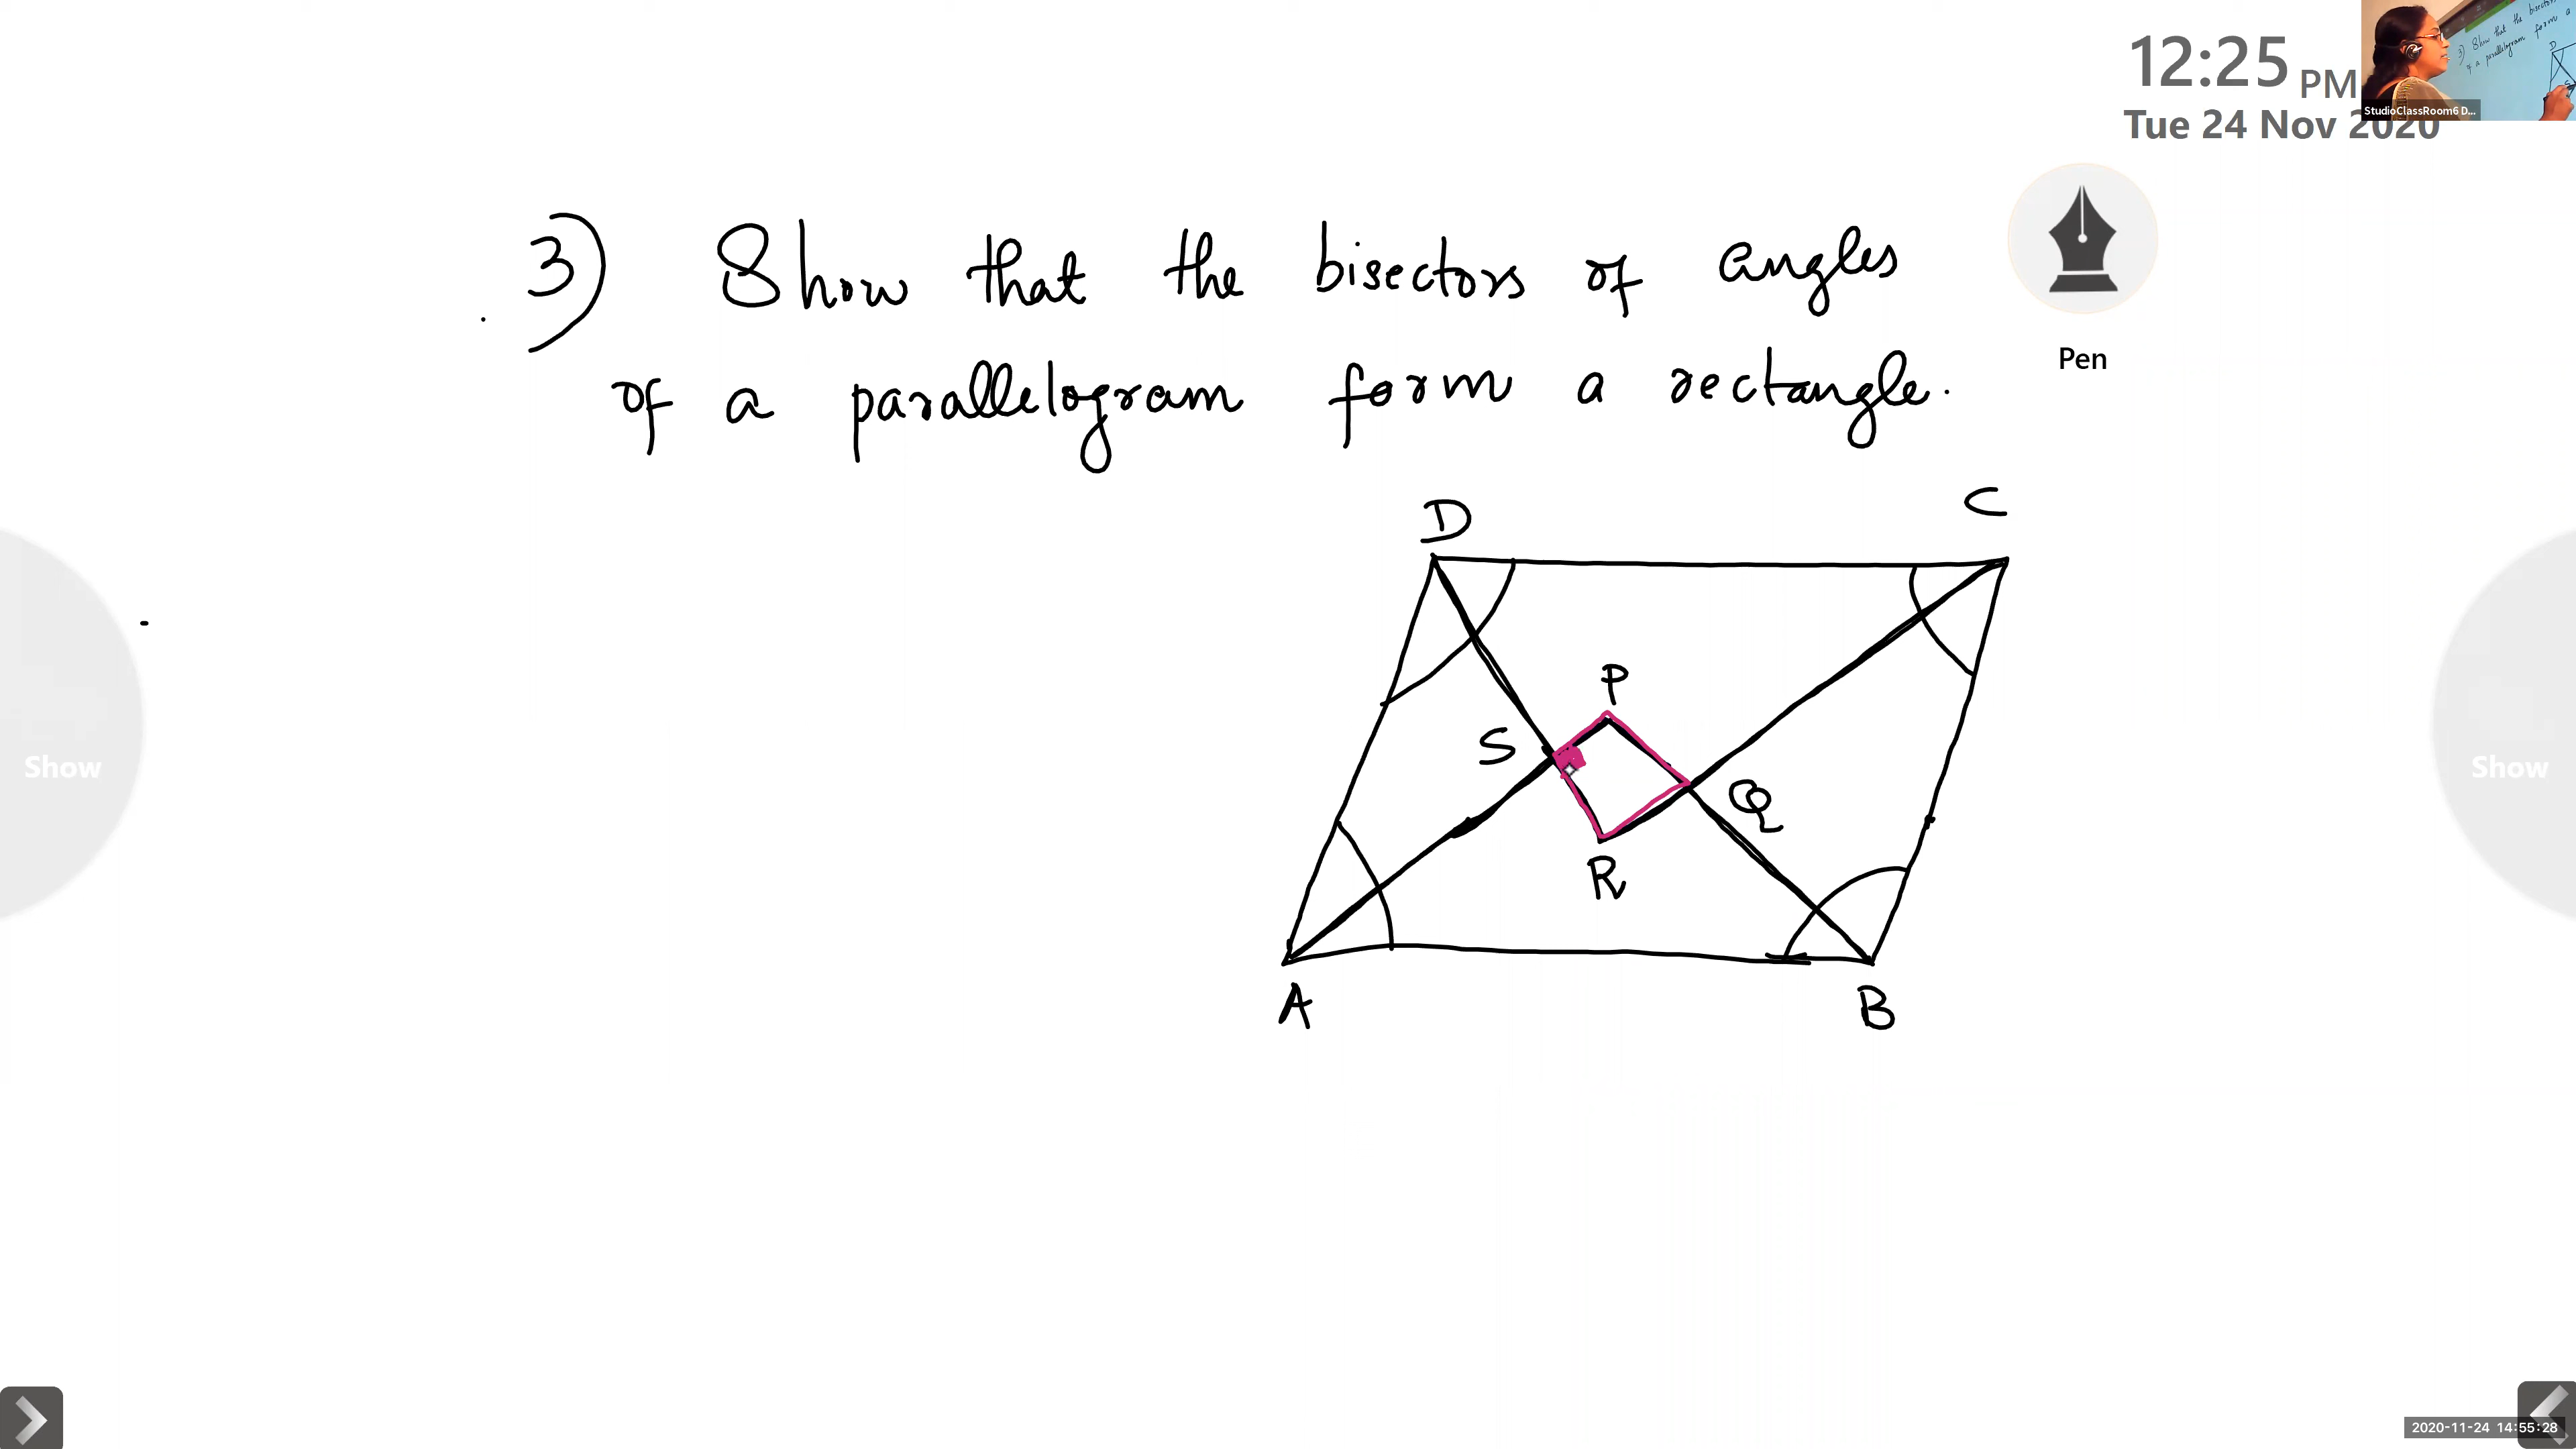 12:25 PM
Tue 24 Nov 2020
StudioClassRoom6 D...
Pen
3) Show that the bisectors of angles
of a parallelogram form a rectangle.
D
C
P
S
Q
R
A
B
Show
Show
2020-11-24 14:55:28